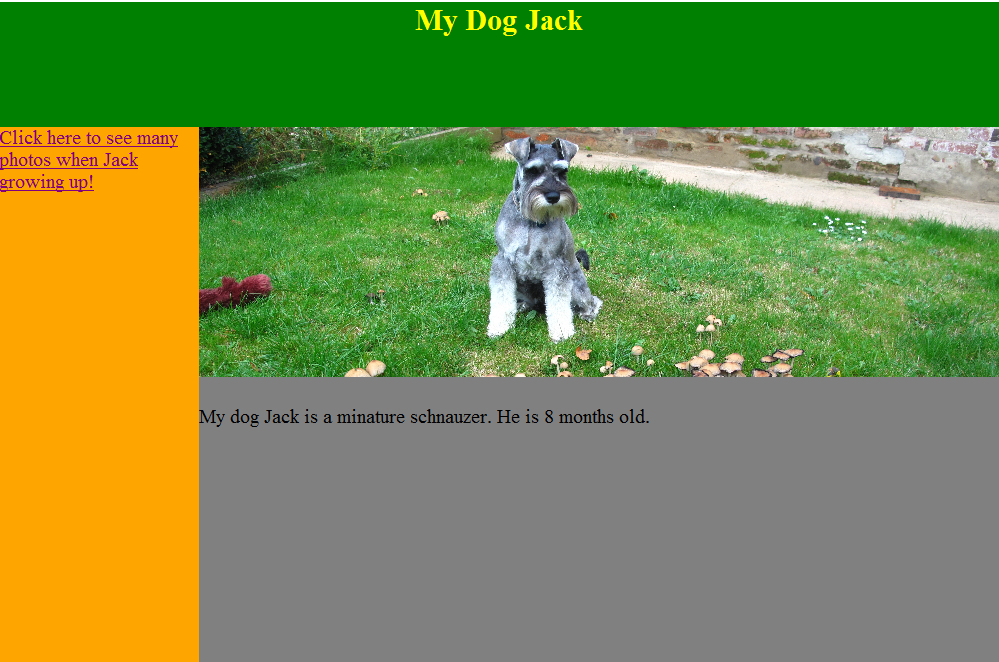 My Dog Jack
Click here to see many
photos when Jack
growing up!
My dog Jack is a minature schnauzer. He is 8 months old.